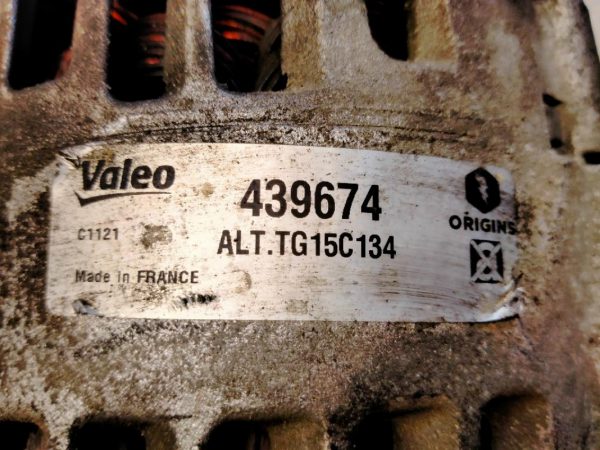 Valeo
439674
ORIGINS
C1121
ALT.TG15C134
Made in FRANCE